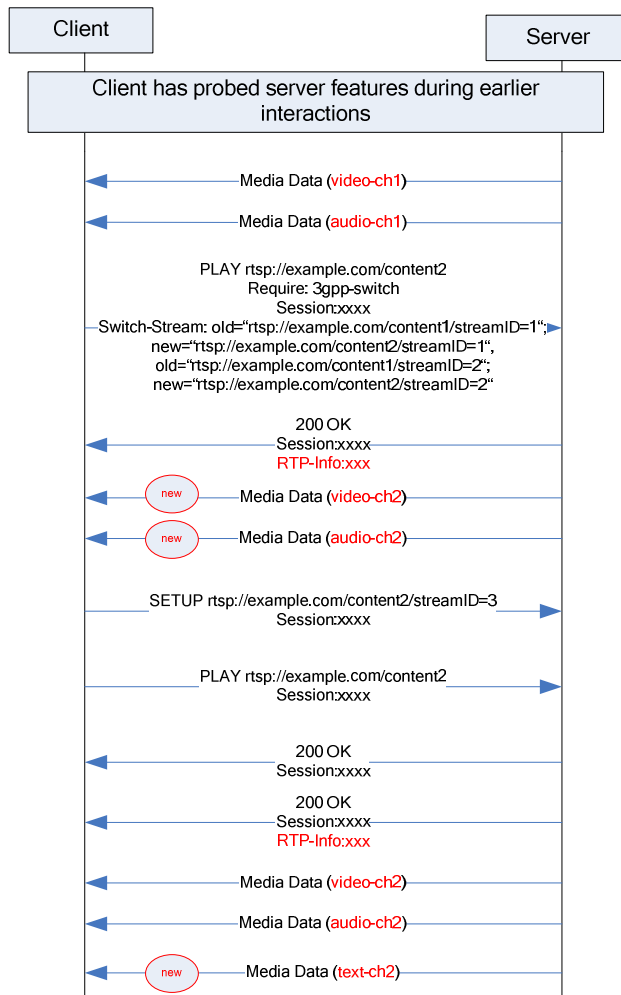 Client
Server
Client has probed server features during earlier
interactions
Media Data (video-ch1)
Media Data (audio-ch1)
PLAY rtsp://example.com/content2
Require: 3gpp-switch
Session:xxxx
Switch-Stream: old=“rtsp://example.com/content1/streamID=1“;
new=“rtsp://example.com/content2/streamID=1“,
old=“rtsp://example.com/content1/streamID=2“;
new=“rtsp://example.com/content2/streamID=2“
200 OK
Session:xxxx
RTP-Info:xxx
new
Media Data (video-ch2)
new
Media Data (audio-ch2)
SETUP rtsp://example.com/content2/streamID=3
Session:xxxx
PLAY rtsp://example.com/content2
Session:xxxx
200 OK
Session:xxxx
200 OK
Session:xxxx
RTP-Info:xxx
Media Data (video-ch2)
Media Data (audio-ch2)
new
Media Data (text-ch2)